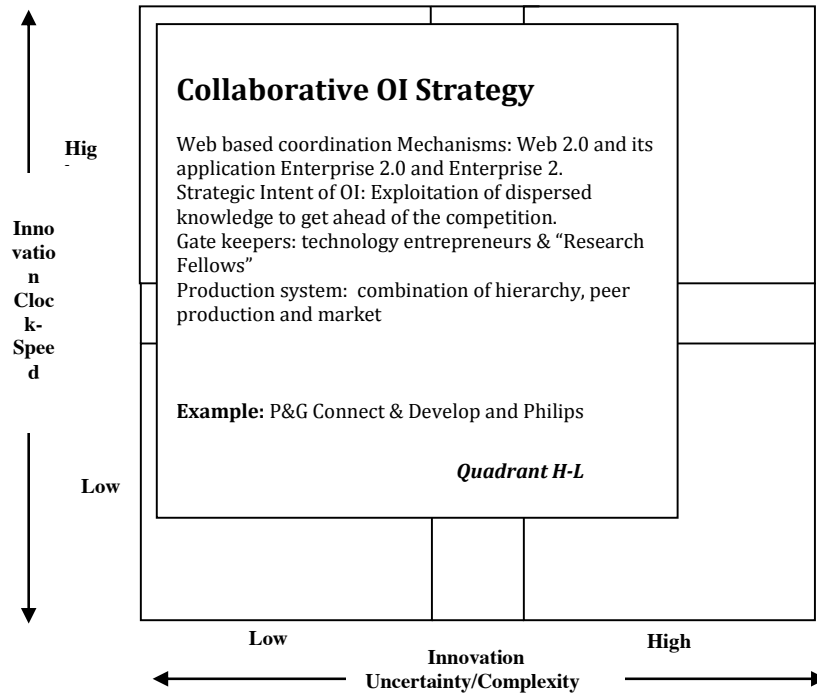 Collaborative OI Strategy
Web based coordination Mechanisms: Web 2.0 and its
application Enterprise 2.0 and Enterprise 2.
Strategic Intent of OI: Exploitation of dispersed
knowledge to get ahead of the competition.
Gate keepers: technology entrepreneurs & “Research
Fellows”
Production system:  combination of hierarchy, peer
production and market
Example: P&G Connect & Develop and Philips
Quadrant H-L
Hig
Inno
vatio
n
Cloc
k-
Spee
d
Low
Low
High
Innovation
Uncertainty/Complexity